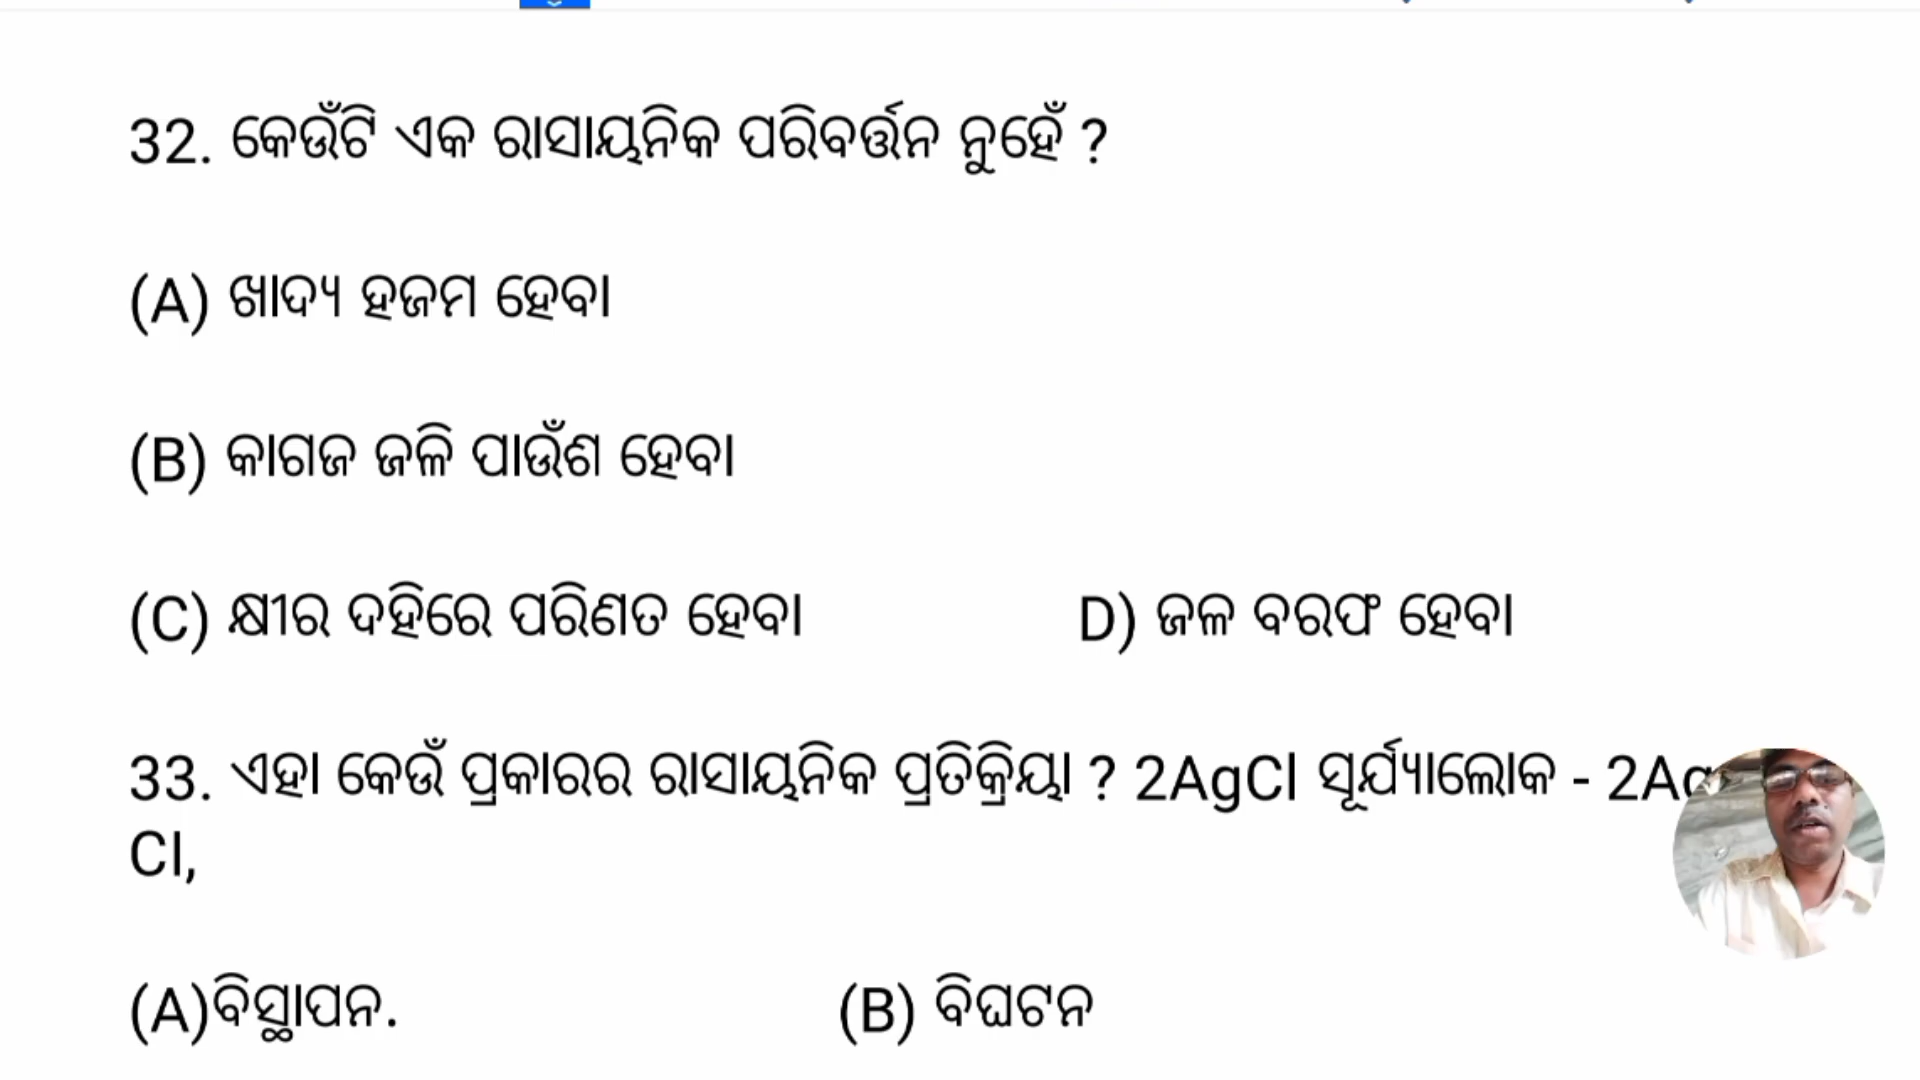 32. କେଉଁଟି ଏକ ରାସାୟନିକ ପରିବର୍ତ୍ତନ ନୁହେଁ ?
(A) ଖାଦ୍ୟ ହଜମ ହେବା
(B) କାଗଜ ଜଳି ପାଉଁଶ ହେବା
(C) କ୍ଷୀର ଦହିରେ ପରିଣତ ହେବା D) ଜଳ ବରଫ ହେବା
33. ଏହା କେଉଁ ପ୍ରକାରର ରାସାୟନିକ ପ୍ରତିକ୍ରିୟା ? 2AgCl ସୂର୍ଯ୍ୟାଲୋକ -
Cl,
(A)ବିସ୍ଥାପନ. (B) ବିଘଟନ